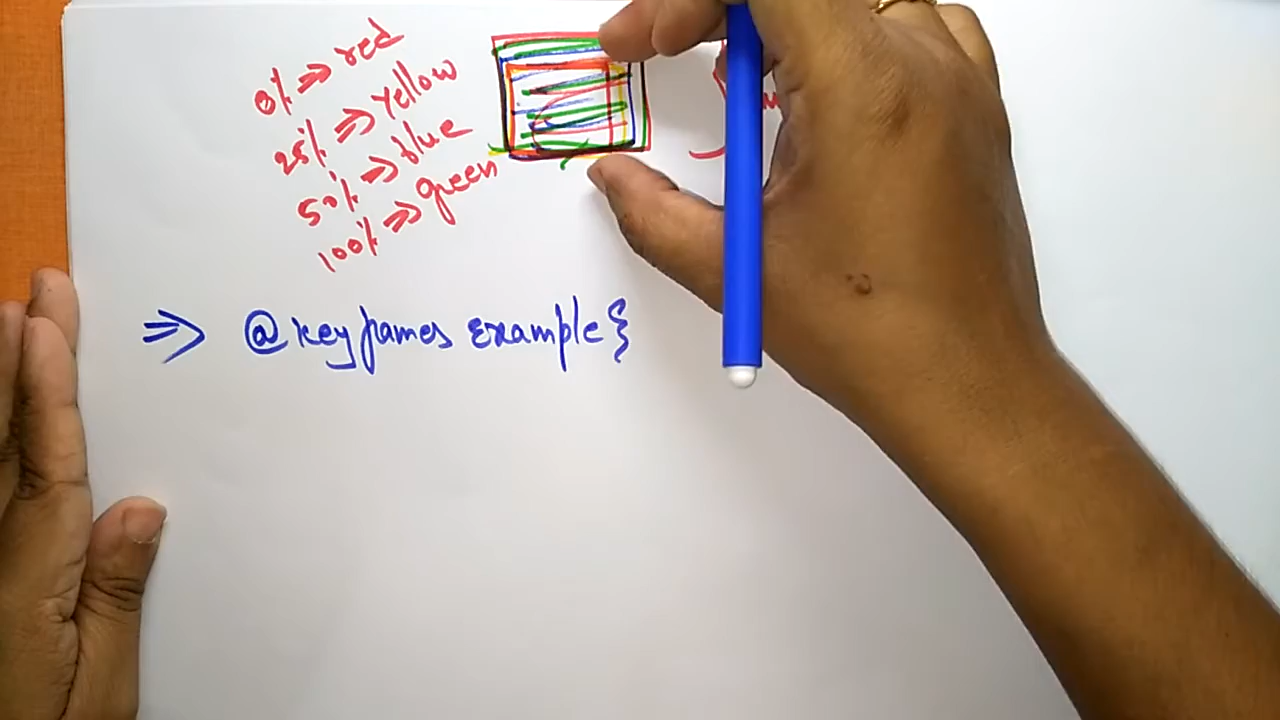 0% => red
25% => yellow
50% => blue
100% => green
=> @keyframes example {